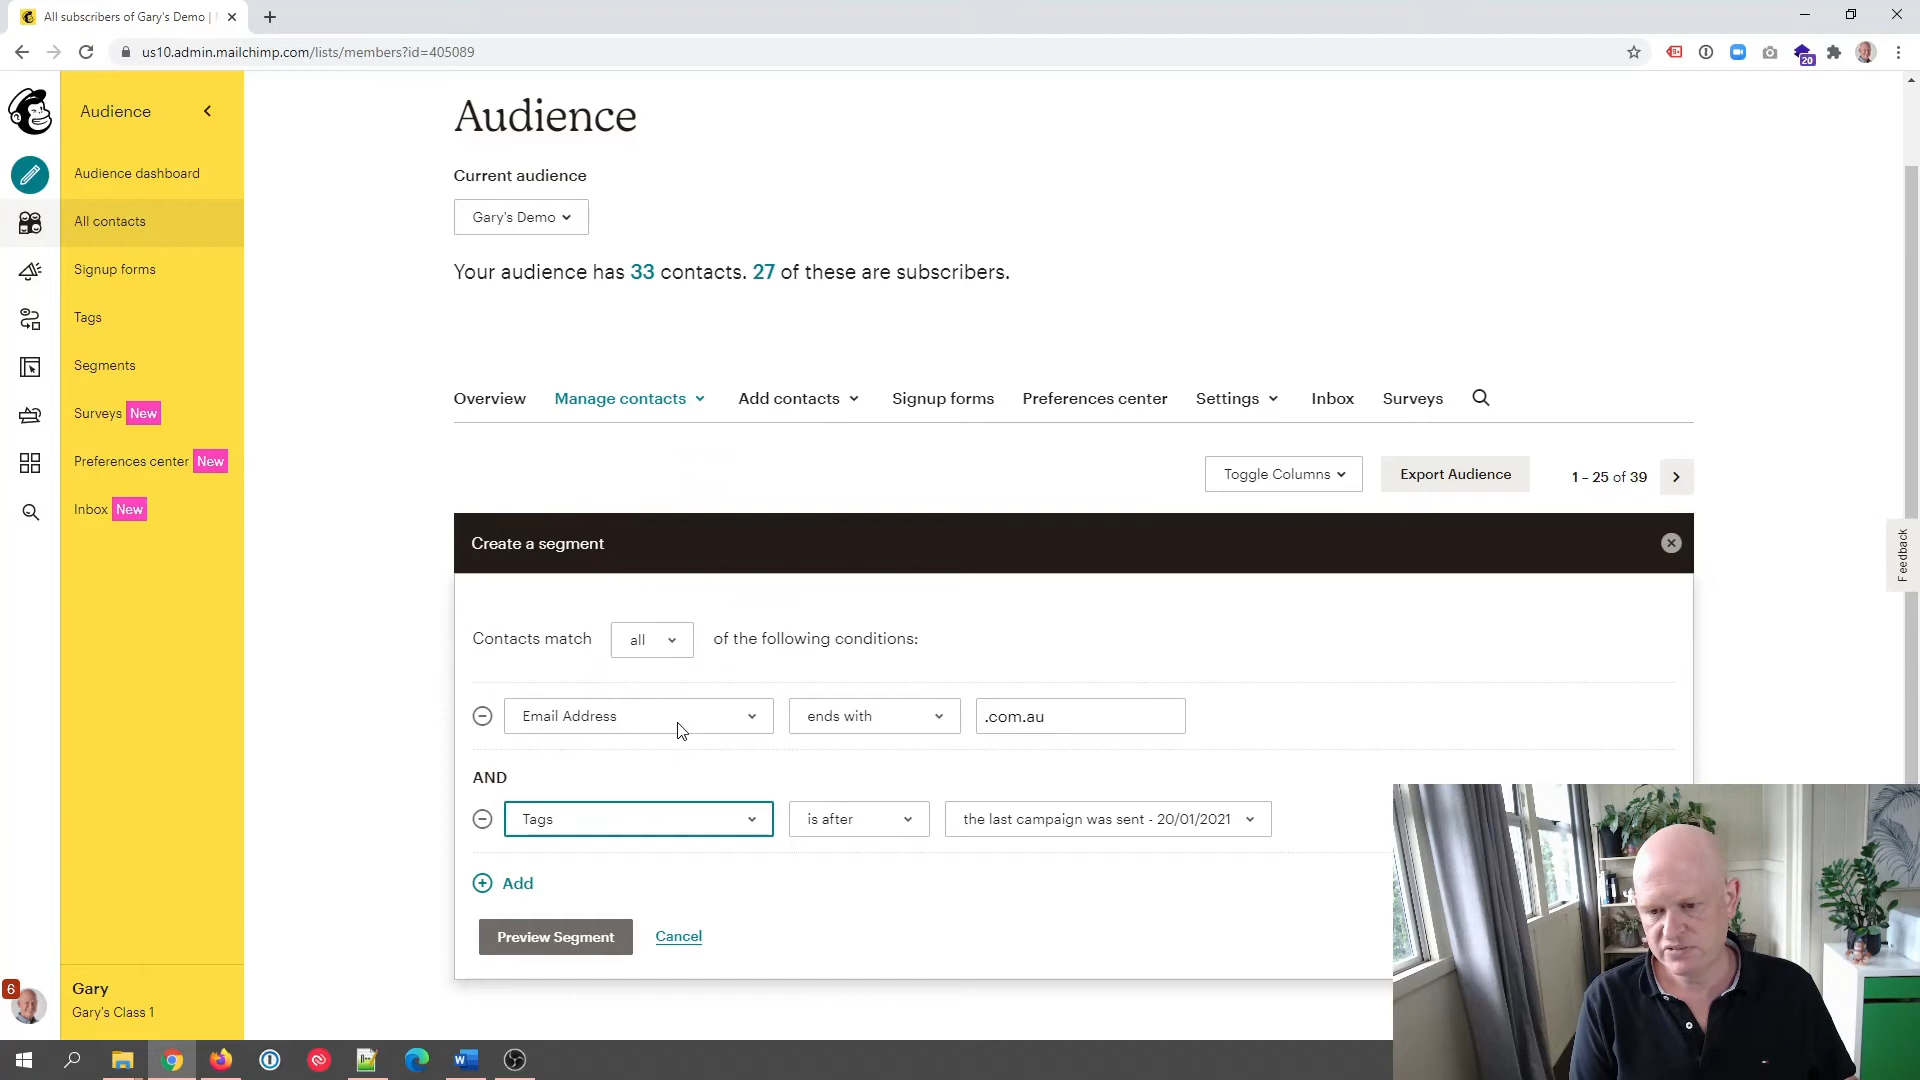 All subscribers of Gary's Demo |
us10.admin.mailchimp.com/lists/members?id=405089
20
Audience
Audience dashboard
All contacts
Signup forms
Tags
Segments
Surveys New
Preferences center New
Inbox New
6
Gary
Gary's Class 1
Audience
Current audience
Gary's Demo
Your audience has 33 contacts. 27 of these are subscribers.
Overview Manage contacts Add contacts Signup forms Preferences center Settings Inbox Surveys
Toggle Columns Export Audience 1 – 25 of 39
Feedback
Create a segment
Contacts match all of the following conditions:
Email Address ends with .com.au
AND
Tags is after the last campaign was sent - 20/01/2021
Add
Preview Segment Cancel